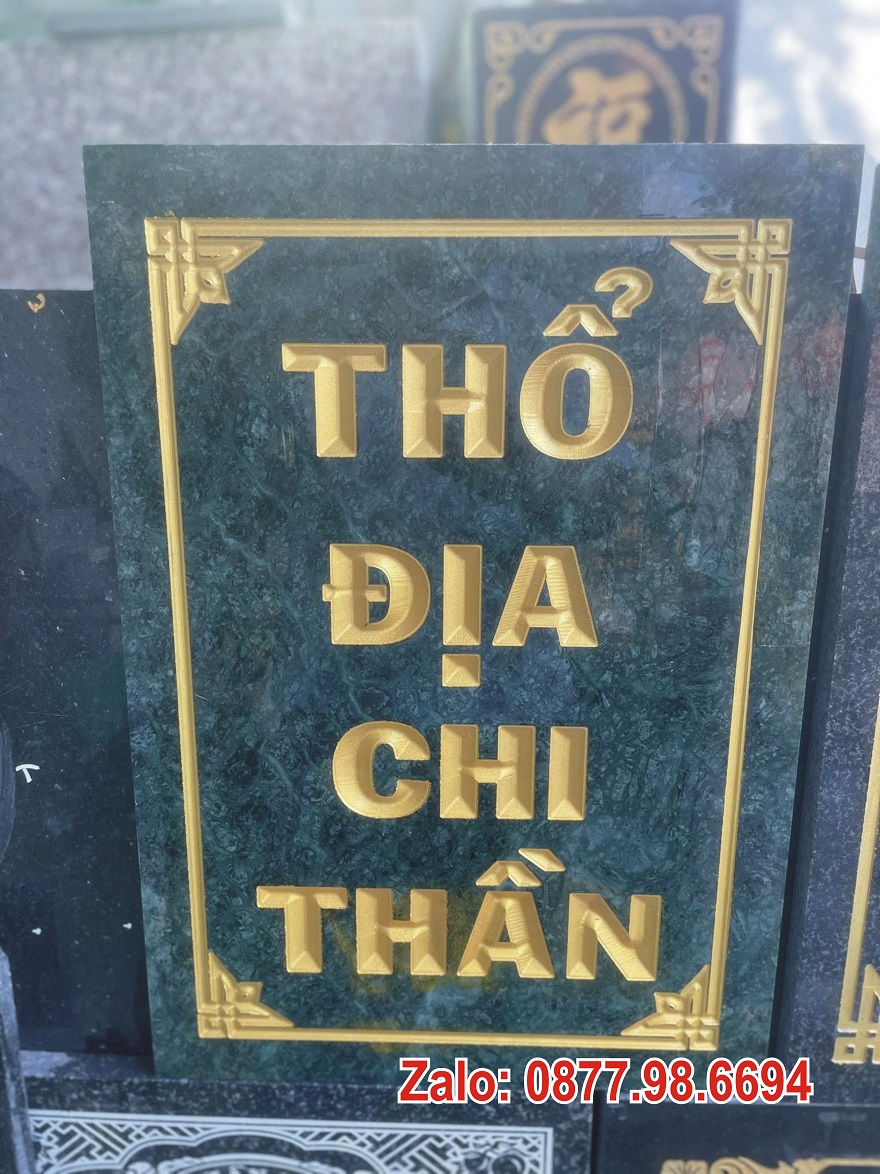 THỔ
ĐỊA
CHI
THẦN
Zalo: 0877.98.6694